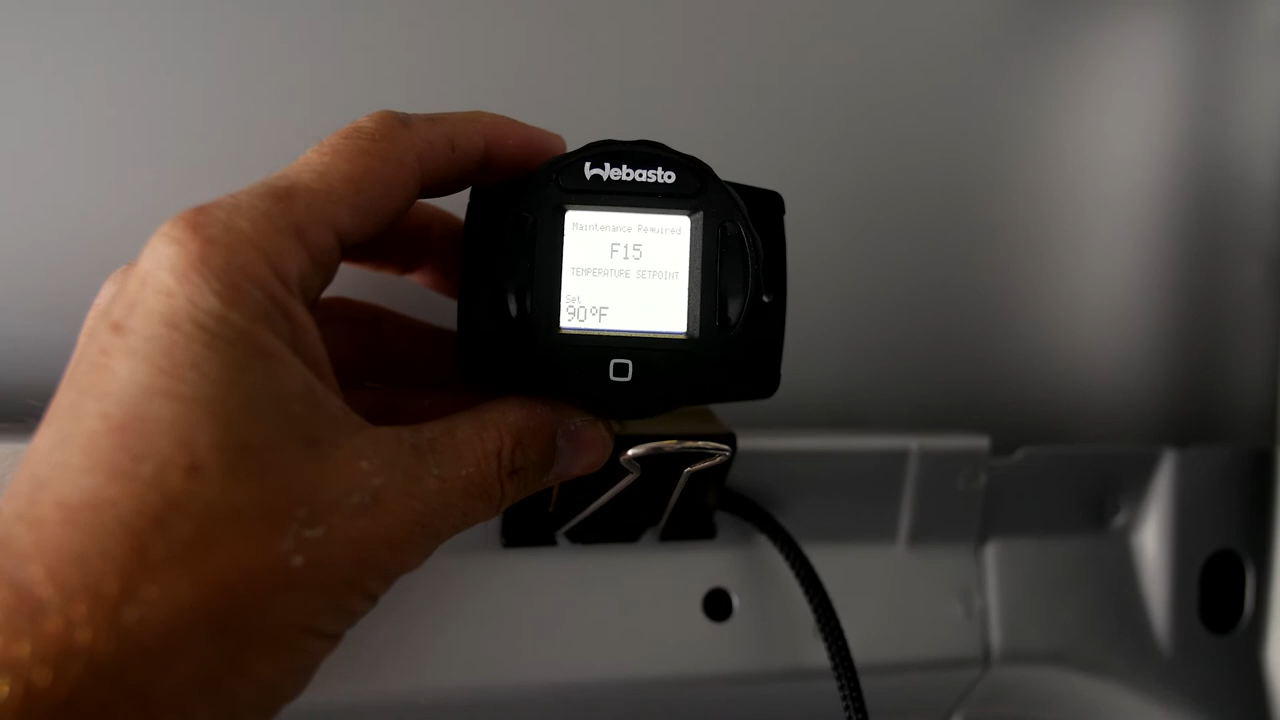 Webasto
Maintenance Required
F15
TEMPERATURE SETPOINT
Set
90°F